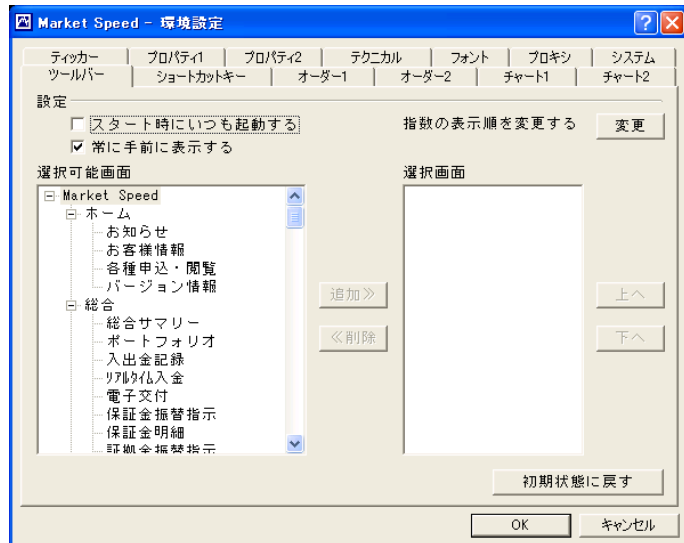 Market Speed - 環境設定
ティッカー プロパティ1 プロパティ2 テクニカル フォント プロキシ システム
ツールバー ショートカットキー オーダー1 オーダー2 チャート1 チャート2
設定
スタート時にいつも起動する 指数の表示順を変更する 変更
常に手前に表示する
選択可能画面 選択画面
Market Speed
ホーム
お知らせ
お客様情報
各種申込・閲覧
バージョン情報
追加≫ 上へ
総合
総合サマリー
ポートフォリオ
≪削除 下へ
入出金記録
リアルタイム入金
電子交付
保証金振替指示
保証金明細
証拠金振替指示
初期状態に戻す
OK キャンセル